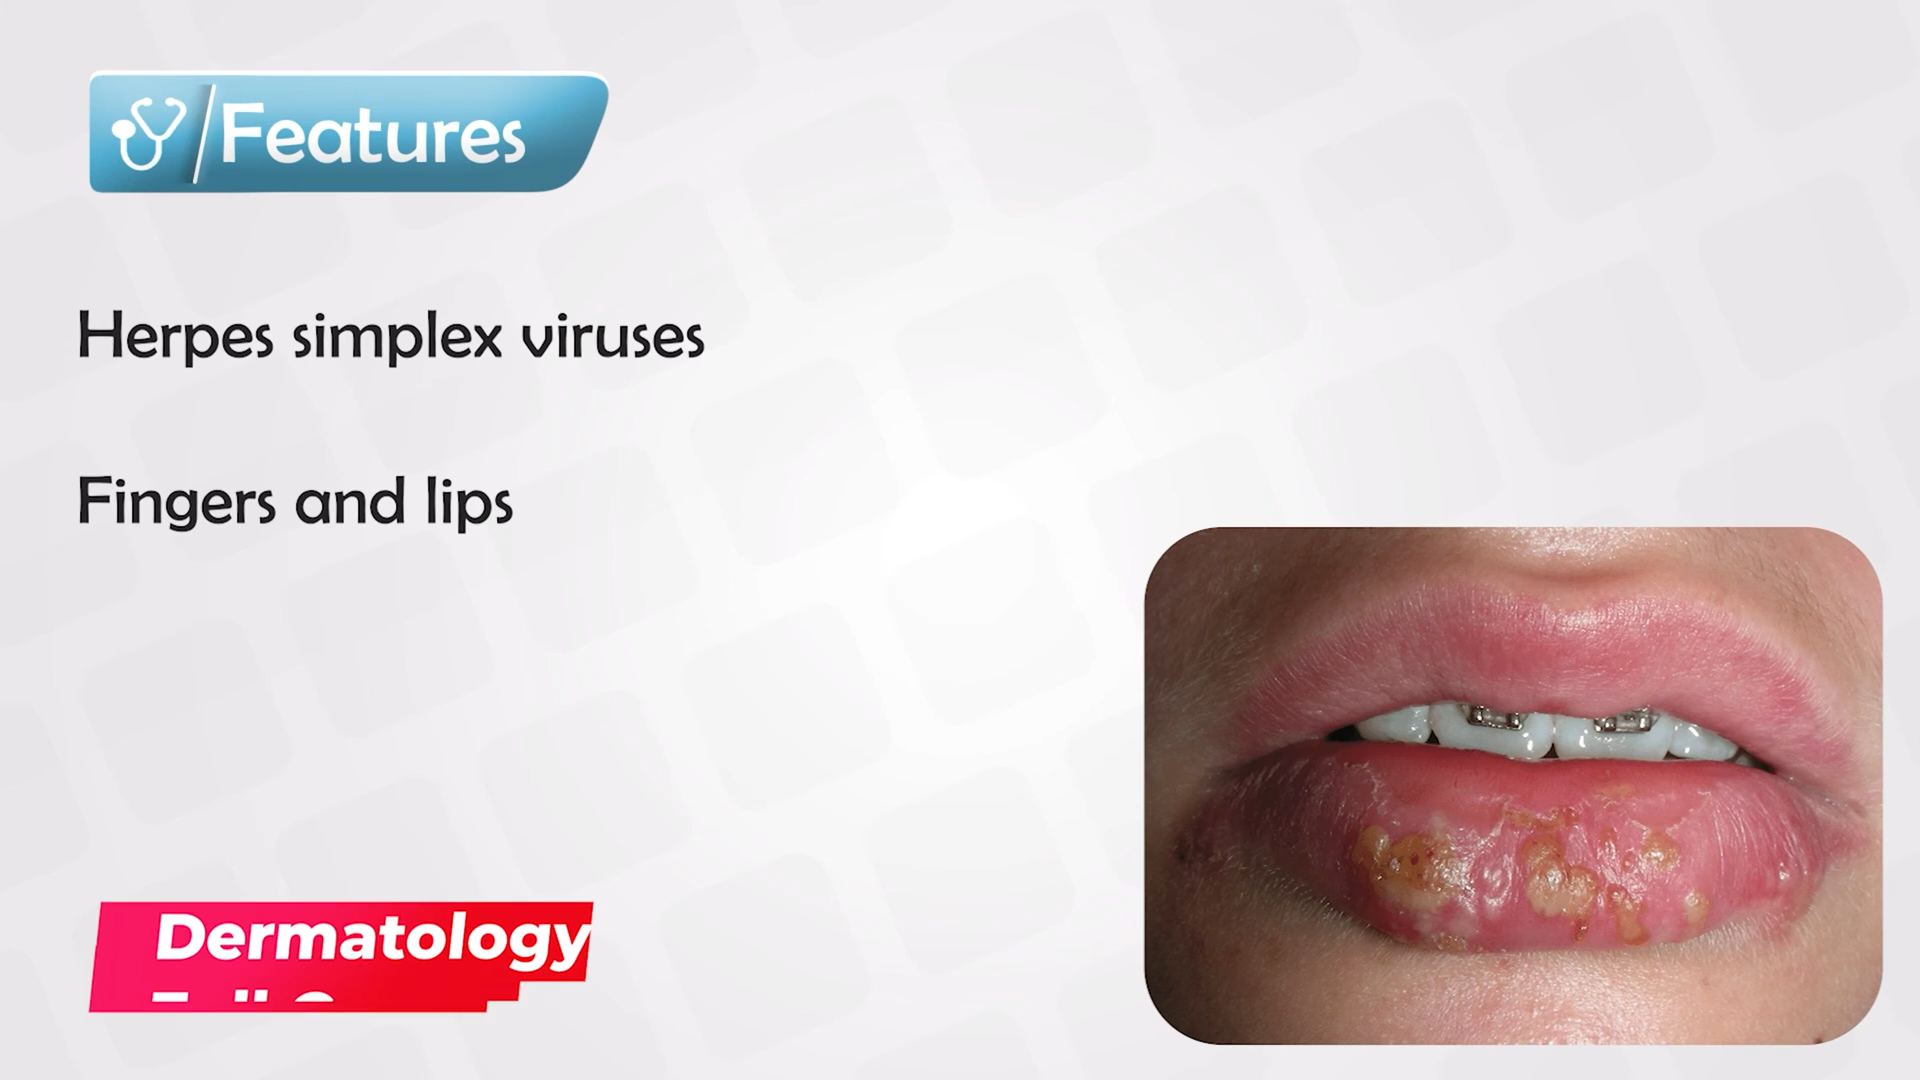 Features
Herpes simplex viruses
Fingers and lips
Dermatology